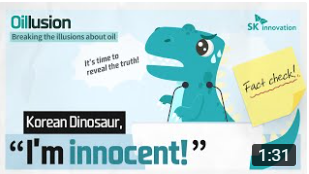 Oillusion
Breaking the illusions about oil
SK innovation
It's time to
reveal the truth!
Fact check!
Korean Dinosaur,
“I'm innocent!”
1:31